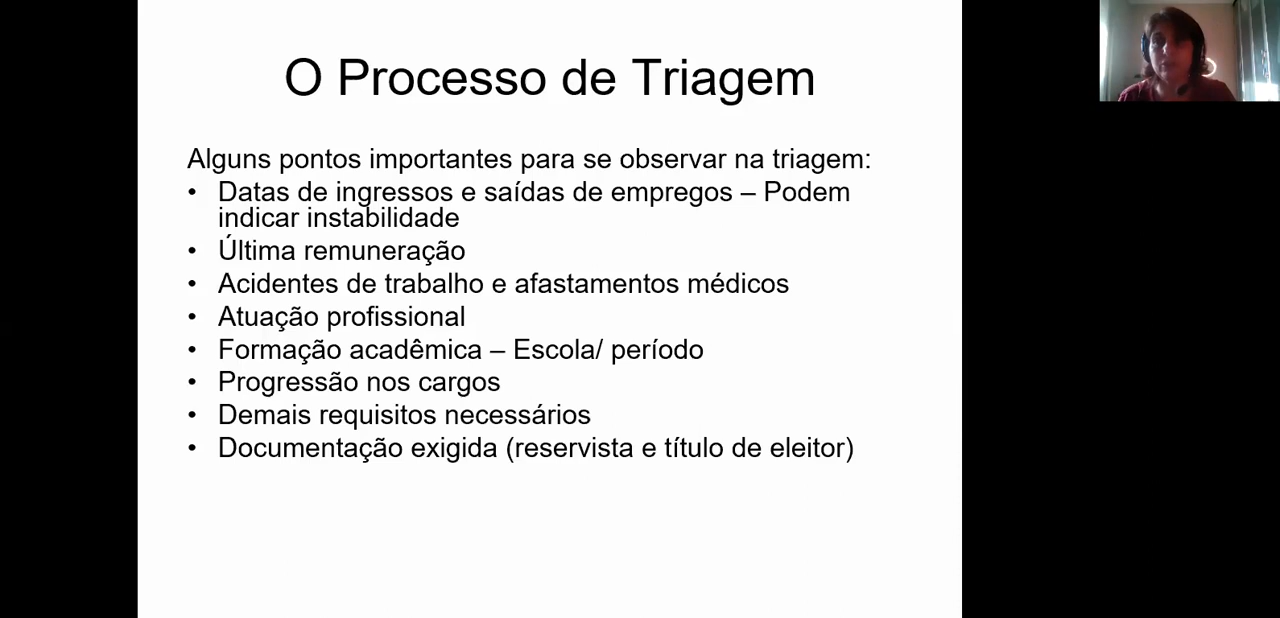 O Processo de Triagem
Alguns pontos importantes para se observar na triagem:
• Datas de ingressos e saídas de empregos – Podem
indicar instabilidade
• Última remuneração
• Acidentes de trabalho e afastamentos médicos
• Atuação profissional
• Formação acadêmica – Escola/ período
• Progressão nos cargos
• Demais requisitos necessários
• Documentação exigida (reservista e título de eleitor)